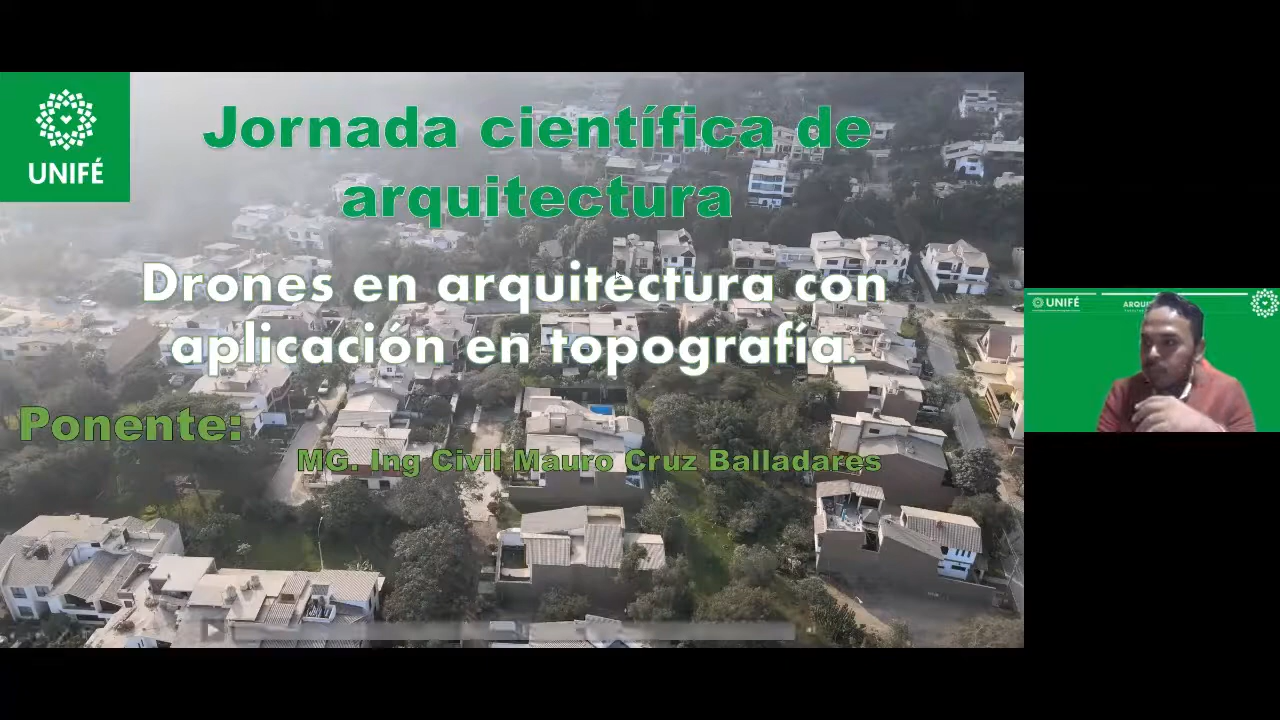 UNIFÉ
Jornada científica de
arquitectura
Drones en arquitectura con
aplicación en topografía.
Ponente:
MG. Ing Civil Mauro Cruz Balladares
UNIFÉ